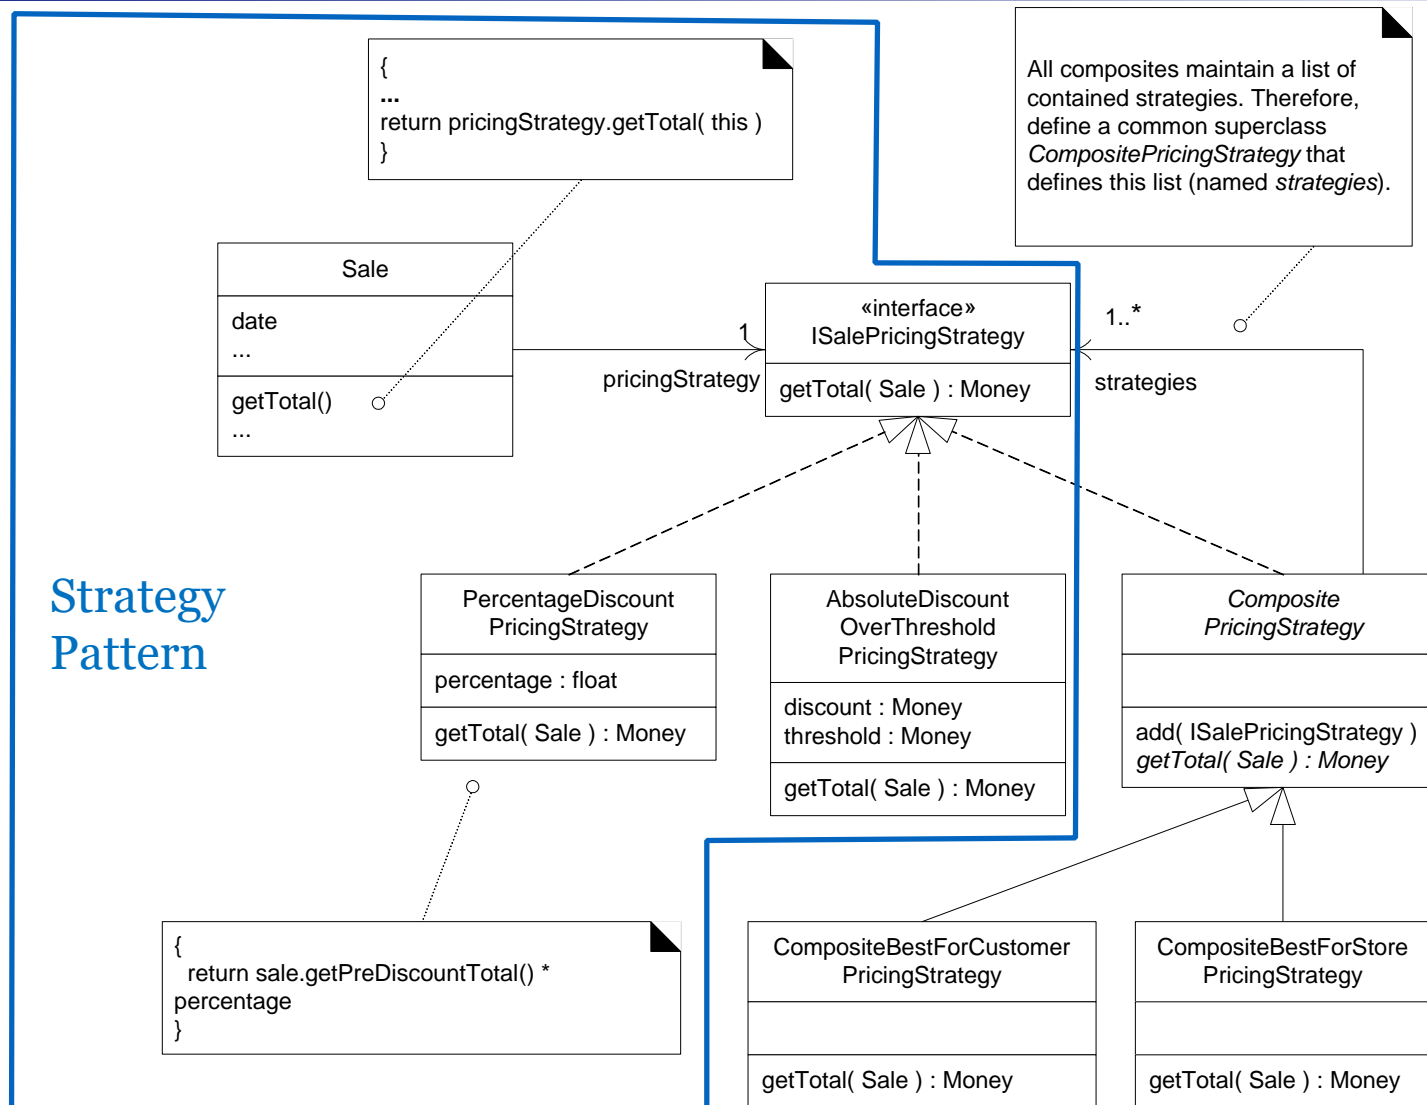 {
...
return pricingStrategy.getTotal( this )
}
All composites maintain a list of
contained strategies. Therefore,
define a common superclass
CompositePricingStrategy that
defines this list (named strategies).
Sale
date
...
getTotal()
...
1
pricingStrategy
«interface»
ISalePricingStrategy
getTotal( Sale ) : Money
1..*
strategies
Strategy
Pattern
PercentageDiscount
PricingStrategy
percentage : float
getTotal( Sale ) : Money
AbsoluteDiscount
OverThreshold
PricingStrategy
discount : Money
threshold : Money
getTotal( Sale ) : Money
Composite
PricingStrategy
add( ISalePricingStrategy )
getTotal( Sale ) : Money
{
return sale.getPreDiscountTotal() *
percentage
}
CompositeBestForCustomer
PricingStrategy
getTotal( Sale ) : Money
CompositeBestForStore
PricingStrategy
getTotal( Sale ) : Money